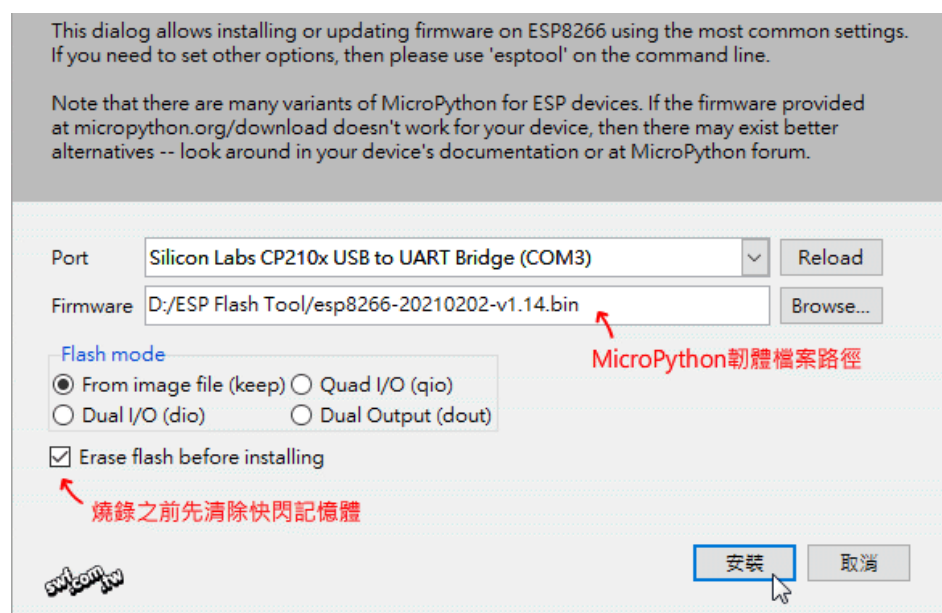 This dialog allows installing or updating firmware on ESP8266 using the most common settings.
If you need to set other options, then please use 'esptool' on the command line.
Note that there are many variants of MicroPython for ESP devices. If the firmware provided
at micropython.org/download doesn't work for your device, then there may exist better
alternatives -- look around in your device's documentation or at MicroPython forum.
Port Silicon Labs CP210x USB to UART Bridge (COM3) Reload
Firmware D:/ESP Flash Tool/esp8266-20210202-v1.14.bin Browse...
MicroPython韌體檔案路徑
Flash mode
From image file (keep) Quad I/O (qio)
Dual I/O (dio) Dual Output (dout)
Erase flash before installing
燒錄之前先清除快閃記憶體
安裝 取消
swf.com.tw